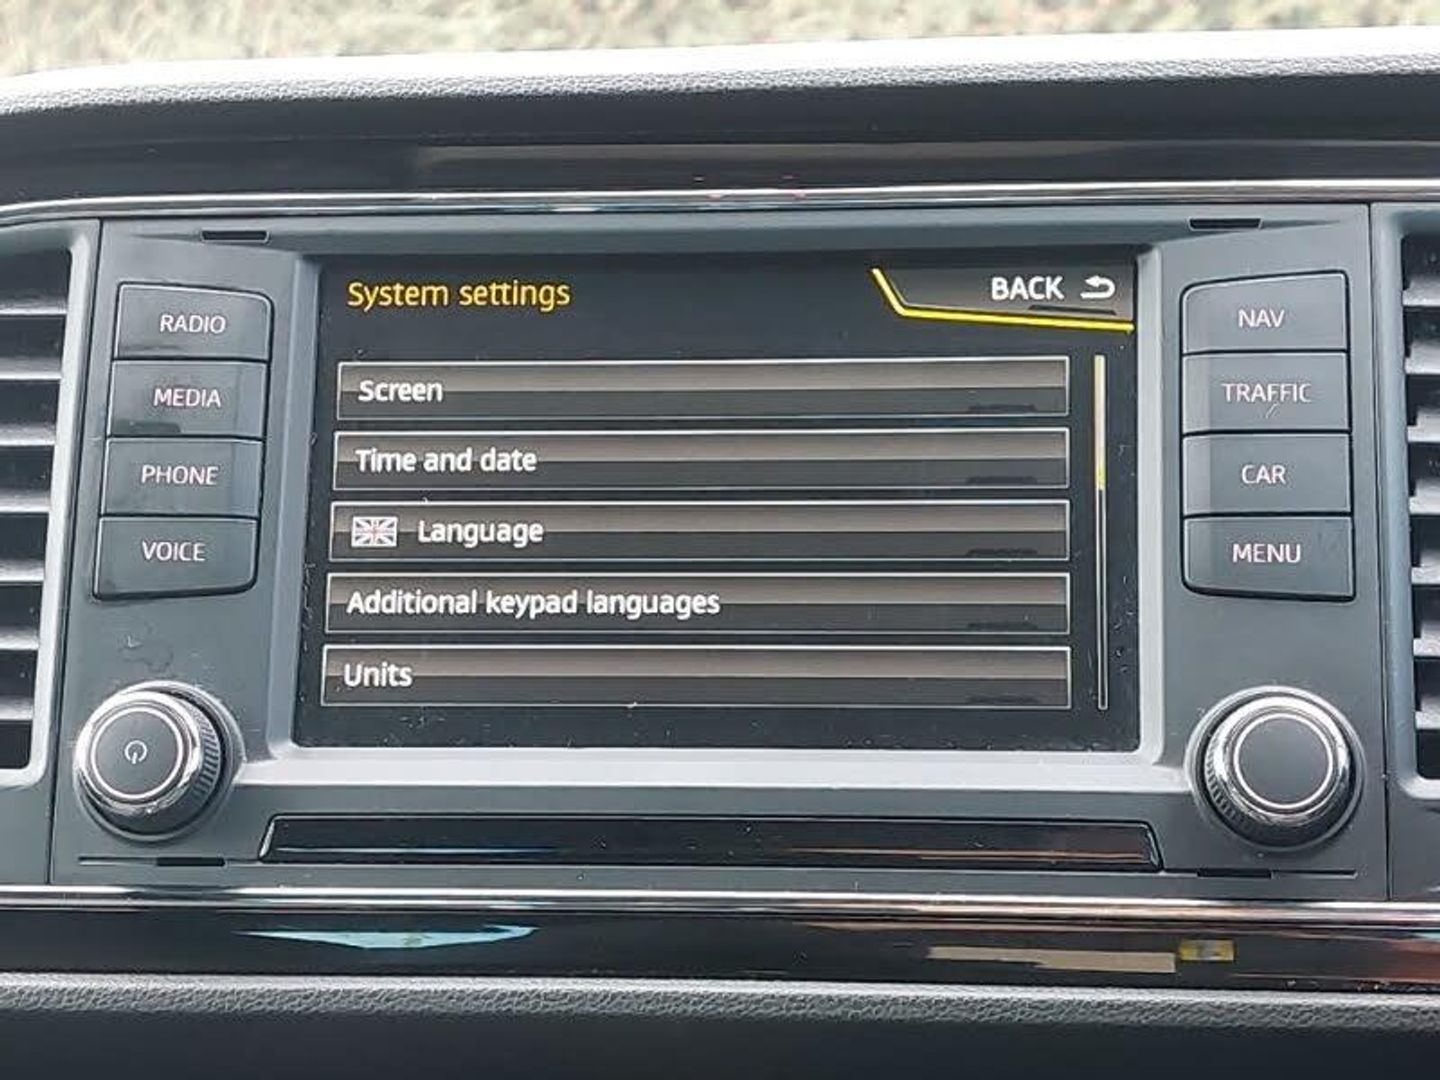 System settings
BACK
RADIO
MEDIA
PHONE
VOICE
Screen
Time and date
Language
Additional keypad languages
Units
NAV
TRAFFIC
CAR
MENU